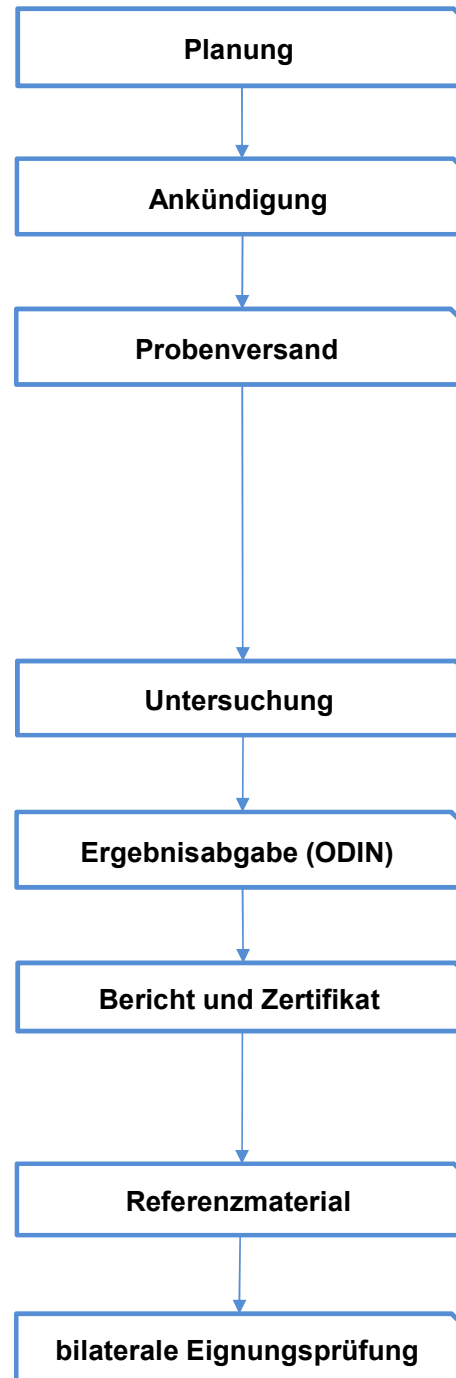 Planung
Ankündigung
Probenversand
Untersuchung
Ergebnisabgabe (ODIN)
Bericht und Zertifikat
Referenzmaterial
bilaterale Eignungsprüfung